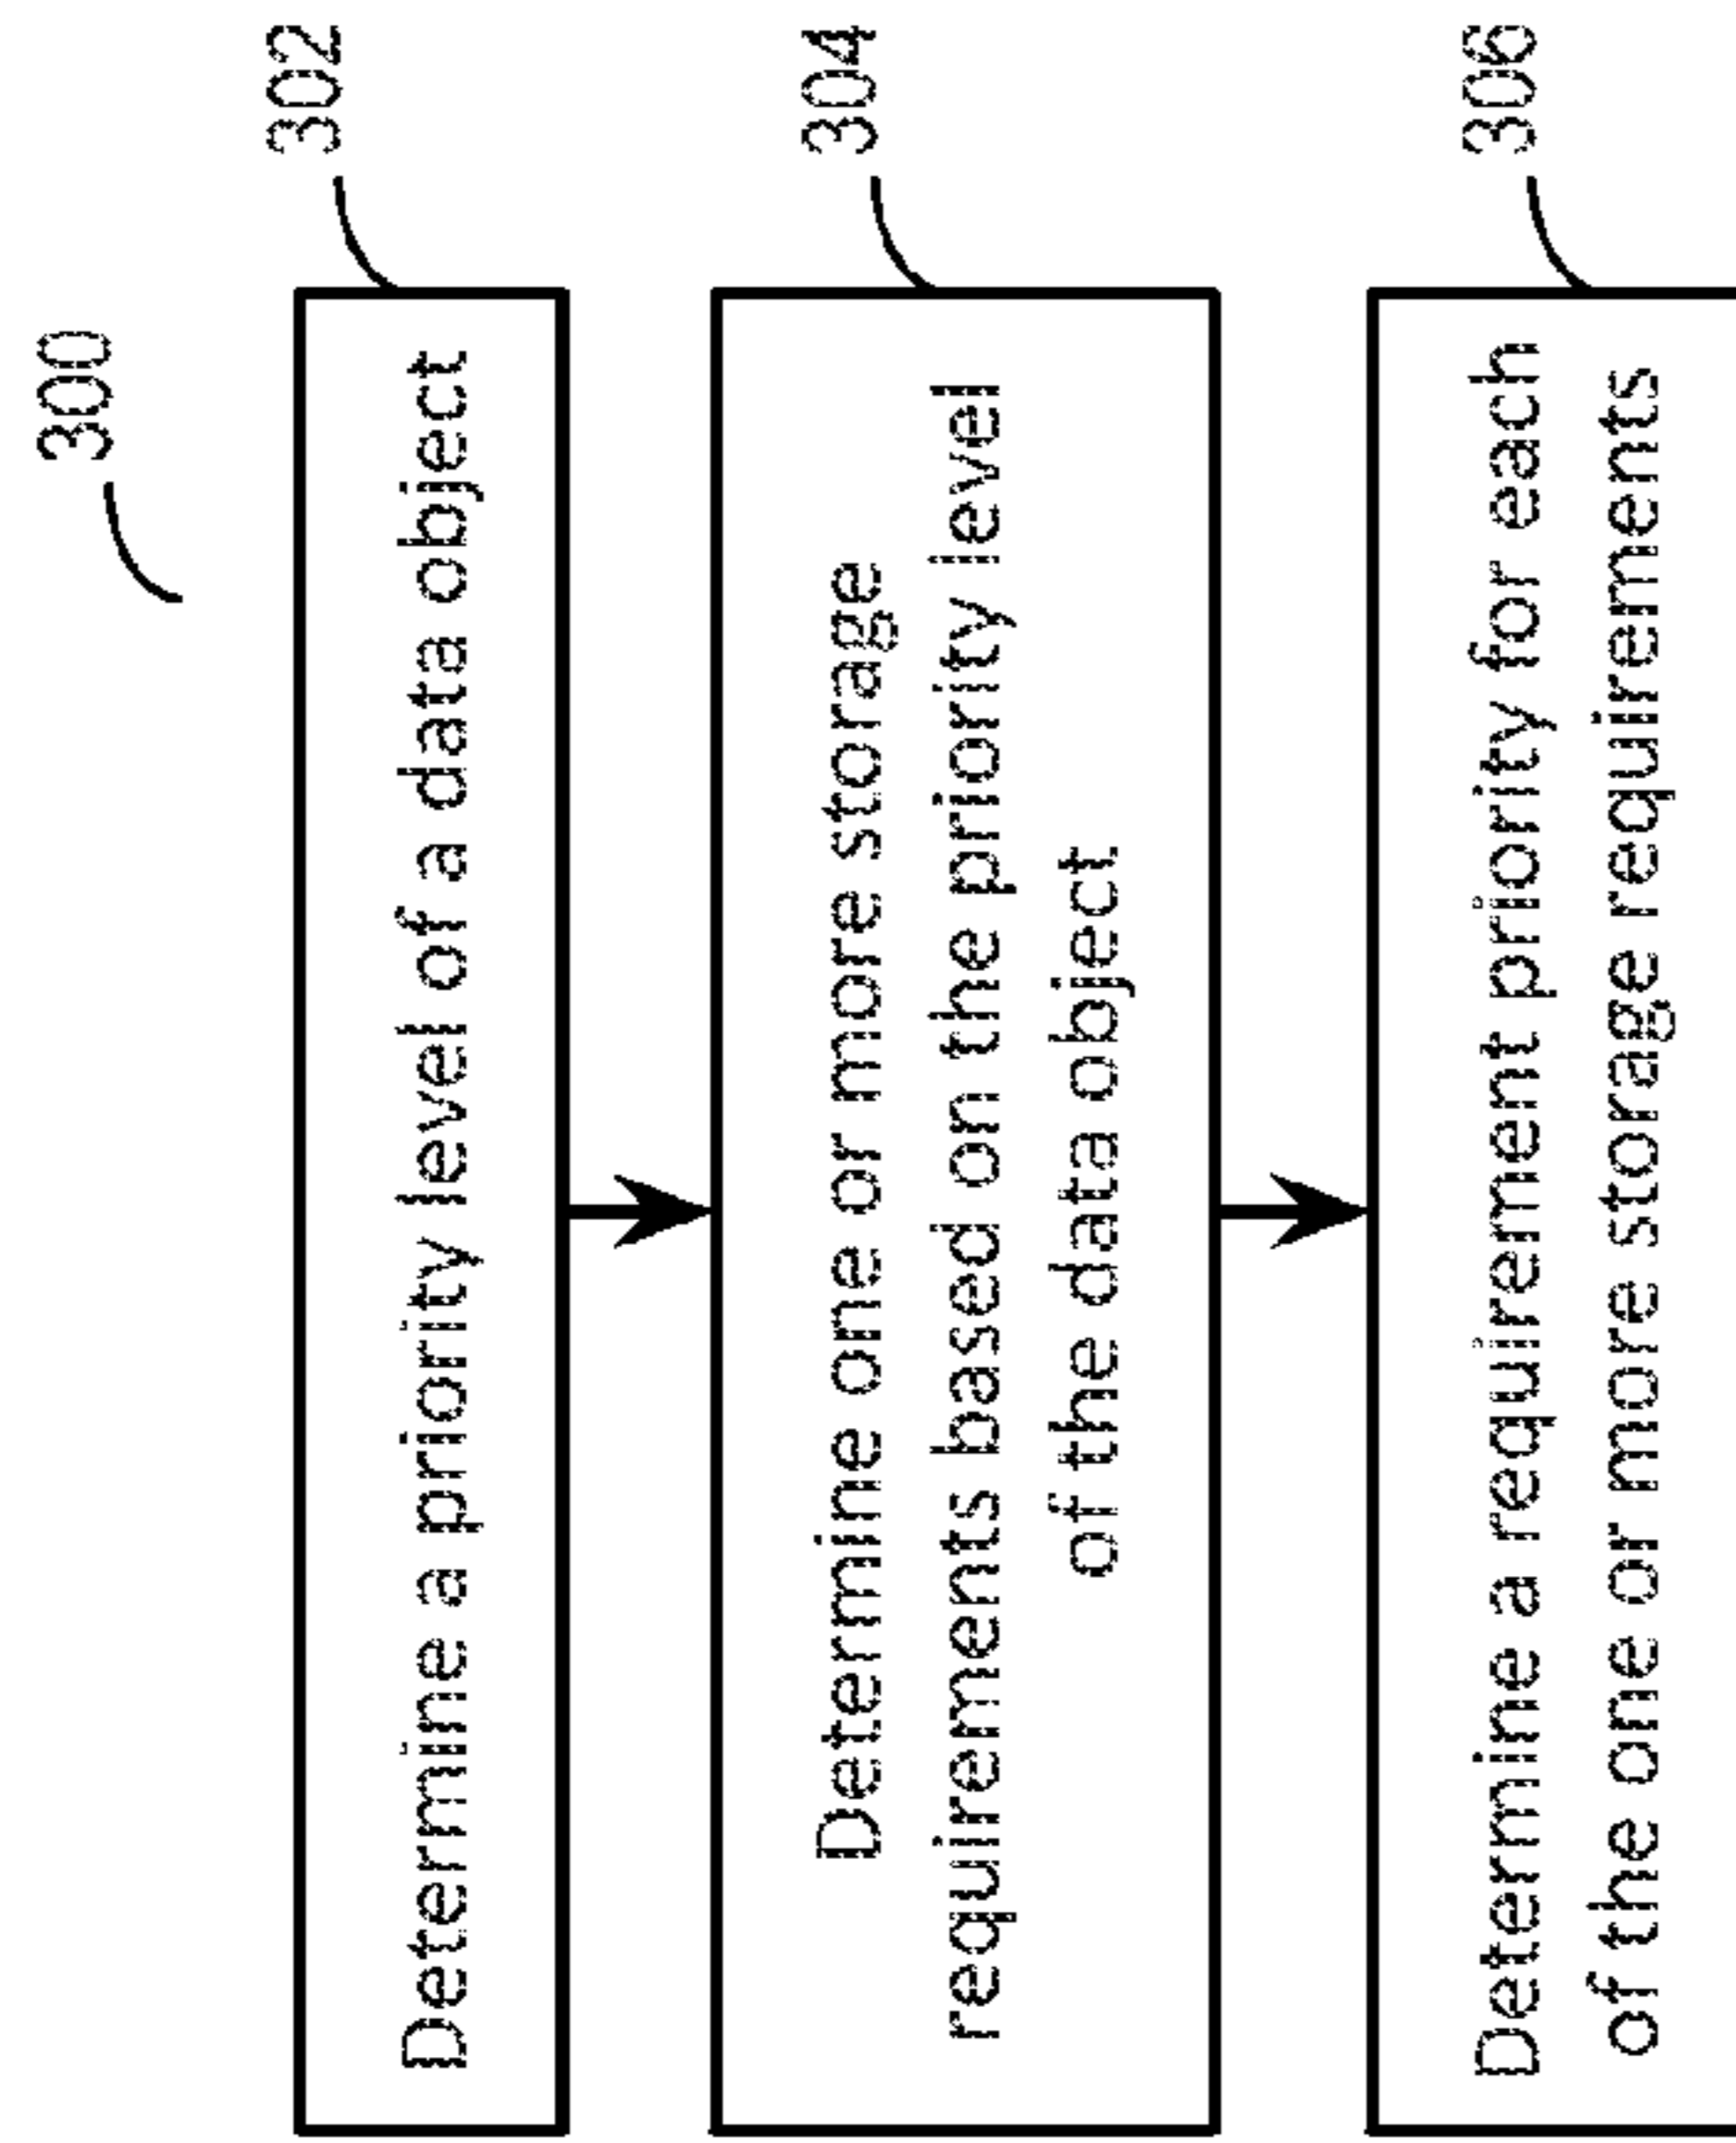 300
302
Determine a priority level of a data object
304
Determine one or more storage
requirements based on the priority level
of the data object
306
Determine a requirement priority for each
of the one or more storage requirements